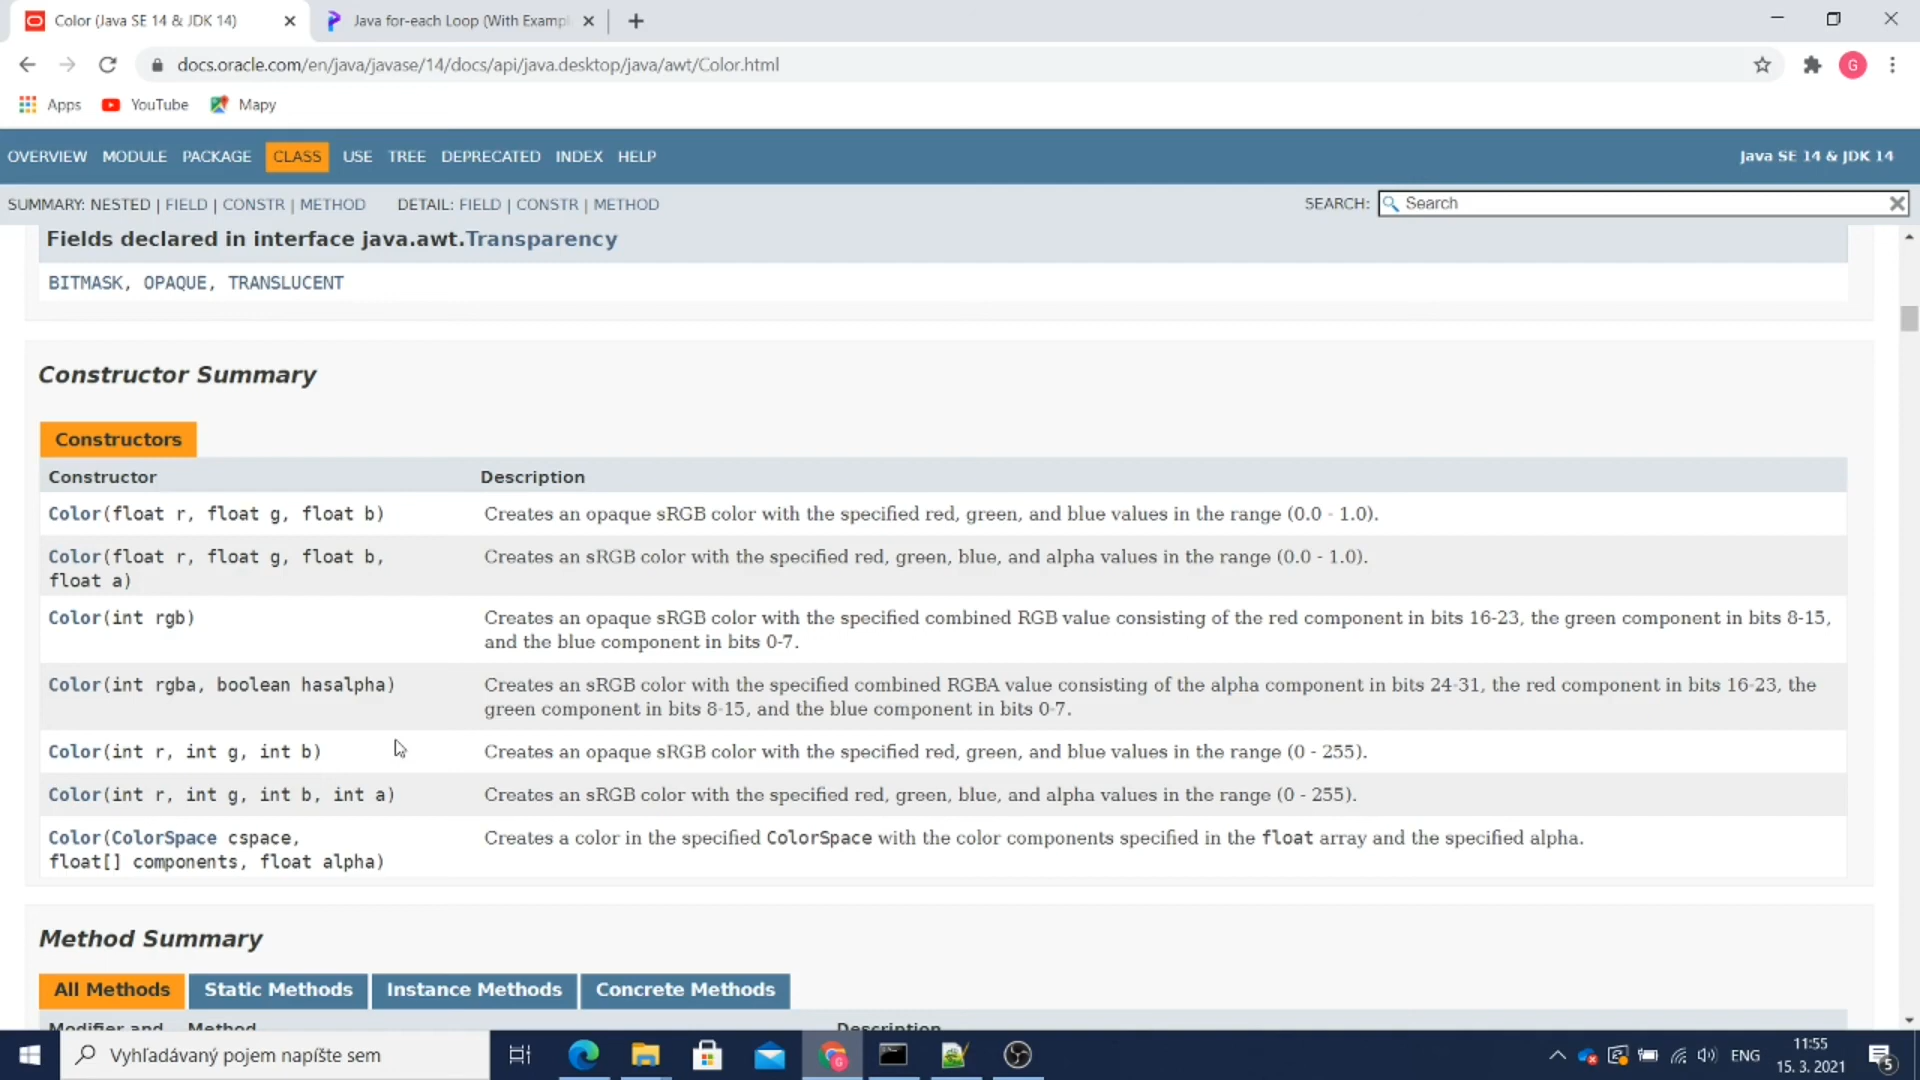 Color (Java SE 14 & JDK 14)
Java for-each Loop (With Examp
docs.oracle.com/en/java/javase/14/docs/api/java.desktop/java/awt/Color.html
G
Apps YouTube Mapy
OVERVIEW MODULE PACKAGE CLASS USE TREE DEPRECATED INDEX HELP
Java SE 14 & JDK 14
SUMMARY: NESTED | FIELD | CONSTR | METHOD DETAIL: FIELD | CONSTR | METHOD
SEARCH: Search
Fields declared in interface java.awt.Transparency
BITMASK, OPAQUE, TRANSLUCENT
Constructor Summary
Constructors
Constructor Description
Color(float r, float g, float b) Creates an opaque sRGB color with the specified red, green, and blue values in the range (0.0 - 1.0).
Color(float r, float g, float b, Creates an sRGB color with the specified red, green, blue, and alpha values in the range (0.0 - 1.0).
float a)
Color(int rgb) Creates an opaque sRGB color with the specified combined RGB value consisting of the red component in bits 16-23, the green component in bits 8-15,
and the blue component in bits 0-7.
Color(int rgba, boolean hasalpha) Creates an sRGB color with the specified combined RGBA value consisting of the alpha component in bits 24-31, the red component in bits 16-23, the
green component in bits 8-15, and the blue component in bits 0-7.
Color(int r, int g, int b) Creates an opaque sRGB color with the specified red, green, and blue values in the range (0 - 255).
Color(int r, int g, int b, int a) Creates an sRGB color with the specified red, green, blue, and alpha values in the range (0 - 255).
Color(ColorSpace cspace, Creates a color in the specified ColorSpace with the color components specified in the float array and the specified alpha.
float[] components, float alpha)
Method Summary
All Methods Static Methods Instance Methods Concrete Methods
Modifier and Method Description
Vyhľadávaný pojem napíšte sem
ENG
11:55
15. 3. 2021
5